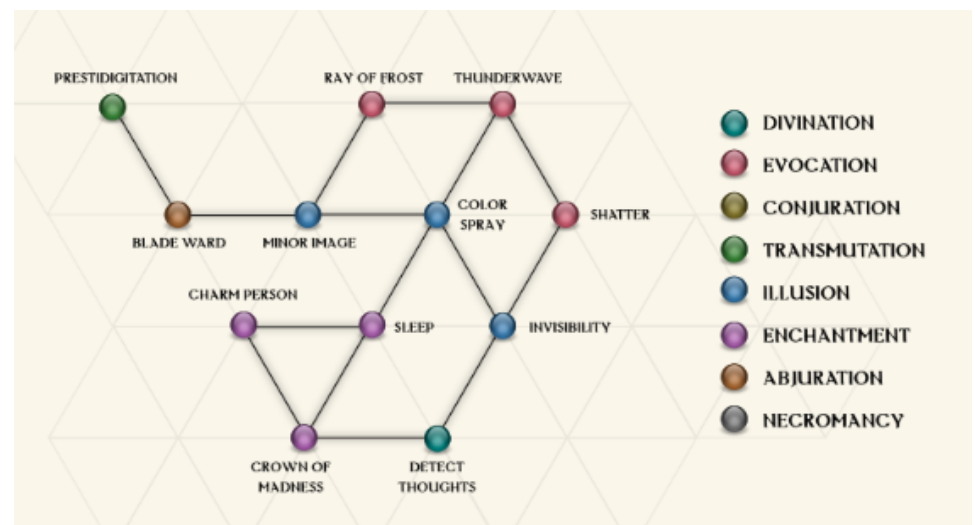 PRESTIDIGITATION
RAY OF FROST
THUNDERWAVE
BLADE WARD
MINOR IMAGE
COLOR
SPRAY
SHATTER
CHARM PERSON
SLEEP
INVISIBILITY
CROWN OF
MADNESS
DETECT
THOUGHTS
DIVINATION
EVOCATION
CONJURATION
TRANSMUTATION
ILLUSION
ENCHANTMENT
ABJURATION
NECROMANCY